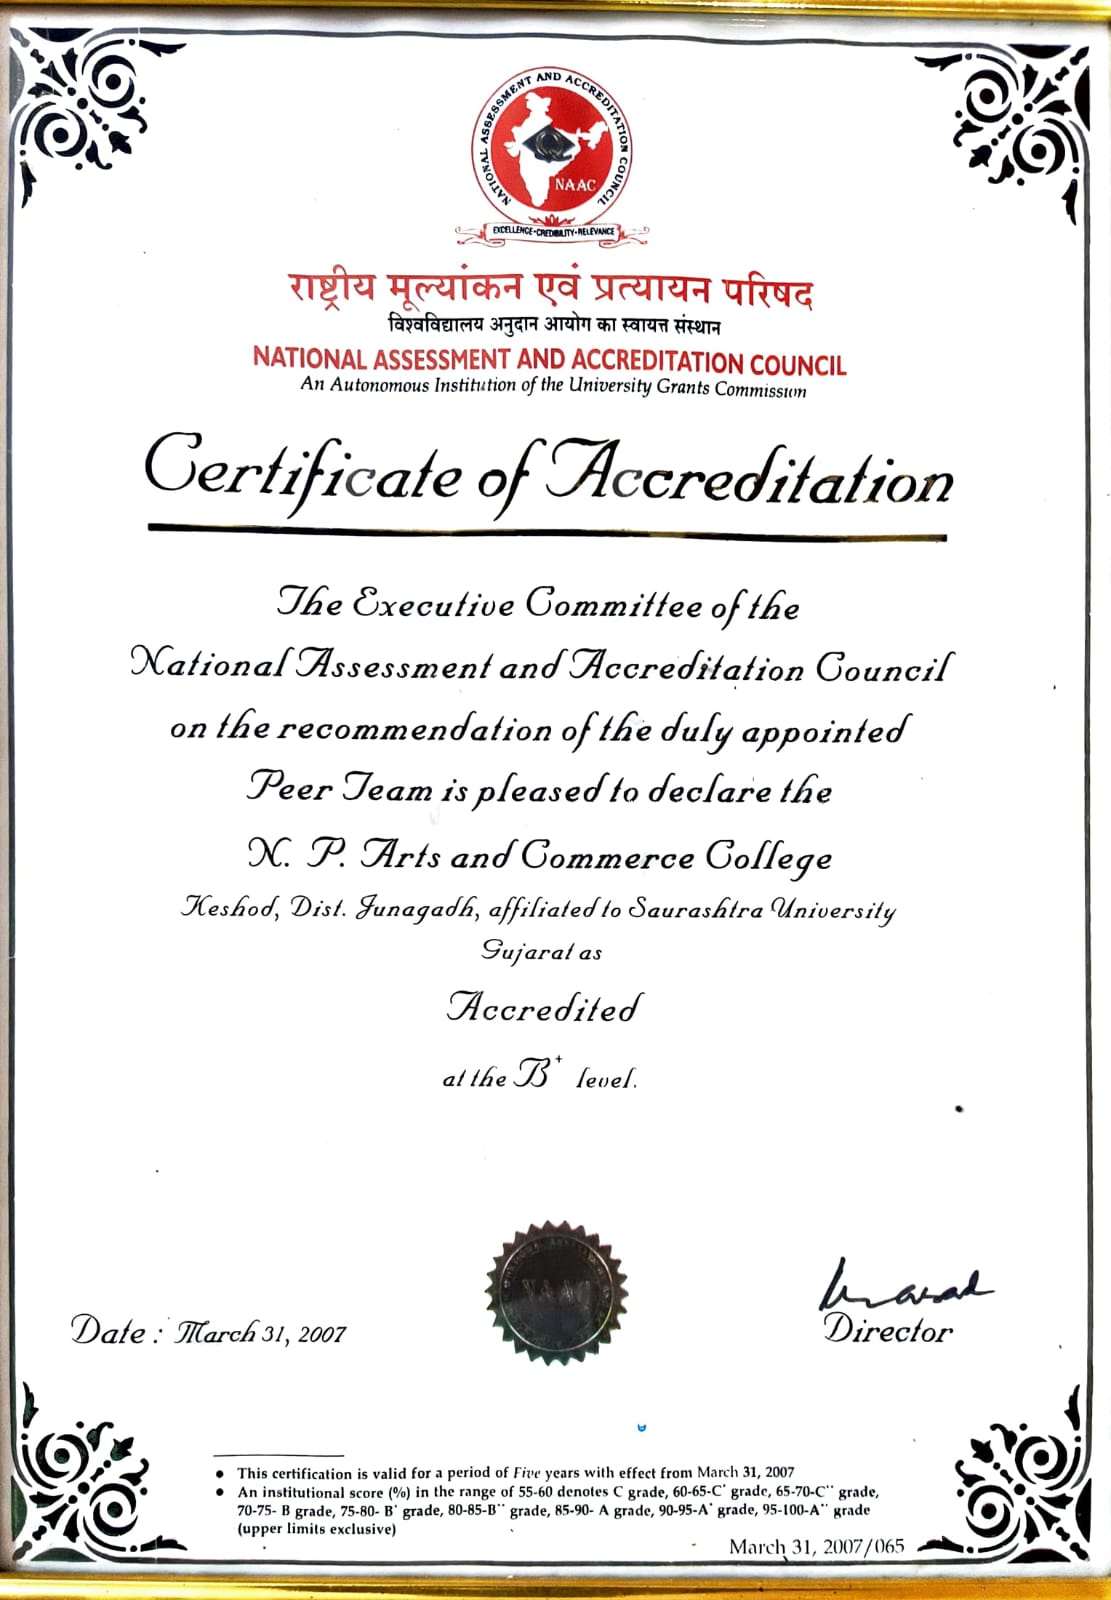 NATIONAL ASSESSMENT AND ACCREDITATION COUNCIL
NAAC
EXCELLENCE•CREDIBILITY•RELEVANCE
राष्ट्रीय मूल्यांकन एवं प्रत्यायन परिषद
विश्वविद्यालय अनुदान आयोग का स्वायत्त संस्थान
NATIONAL ASSESSMENT AND ACCREDITATION COUNCIL
An Autonomous Institution of the University Grants Commission
Certificate of Accreditation
The Executive Committee of the
National Assessment and Accreditation Council
on the recommendation of the duly appointed
Peer Team is pleased to declare the
N. P. Arts and Commerce College
Keshod, Dist. Junagadh, affiliated to Saurashtra University
Gujarat as
Accredited
at the B⁺ level.
Date : March 31, 2007
Director
• This certification is valid for a period of Five years with effect from March 31, 2007
• An institutional score (%) in the range of 55-60 denotes C grade, 60-65-C⁺ grade, 65-70-C⁺⁺ grade,
70-75- B grade, 75-80- B⁺ grade, 80-85-B⁺⁺ grade, 85-90- A grade, 90-95-A⁺ grade, 95-100-A⁺⁺ grade
(upper limits exclusive)
March 31, 2007/065